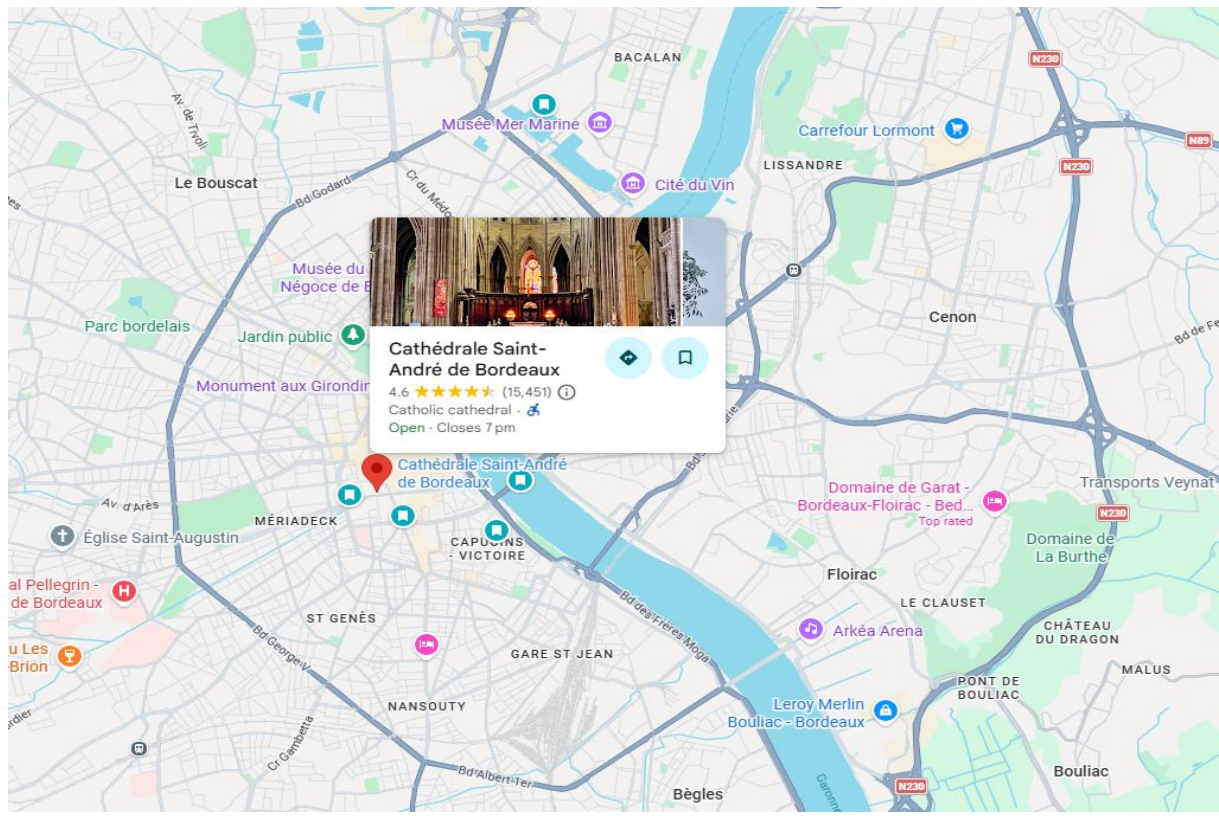 BACALAN
N230
Av. de Tivoli
Musée Mer Marine
Carrefour Lormont
N89
LISSANDRE
N230
Le Bouscat
Cité du Vin
Bd Godard
Cr du Médo
Musée du
Négoce de B
Parc bordelais
Jardin public
Cenon
Bd de Fe
Cathédrale Saint-
André de Bordeaux
4.6 (15,451)
Catholic cathedral ·
Open · Closes 7 pm
Monument aux Girondin
Cathédrale Saint-André
de Bordeaux
Av. d'Arès
MÉRIADECK
Domaine de Garat -
Bordeaux-Floirac - Bed...
Top rated
Transports Veynat
N230
Église Saint-Augustin
CAPUCINS
- VICTOIRE
Domaine de
La Burthe
al Pellegrin -
de Bordeaux
H
Floirac
LE CLAUSET
ST GENÈS
Bd des Frères Moga
Arkéa Arena
CHÂTEAU
DU DRAGON
u Les
-Brion
Bd George V
GARE ST JEAN
MALUS
PONT DE
BOULIAC
NANSOUTY
Leroy Merlin
Bouliac - Bordeaux
Cr Gambetta
Bd Albert-1er
Bègles
Garonne
N230
Bouliac